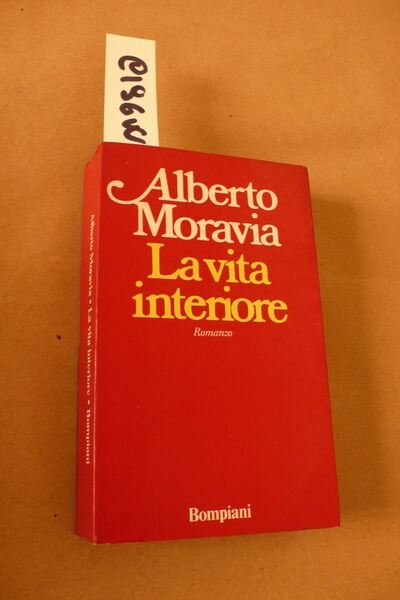 Alberto
Moravia
La vita
interiore
Romanzo
Bompiani
Alberto Moravia • La vita interiore • Bompiani